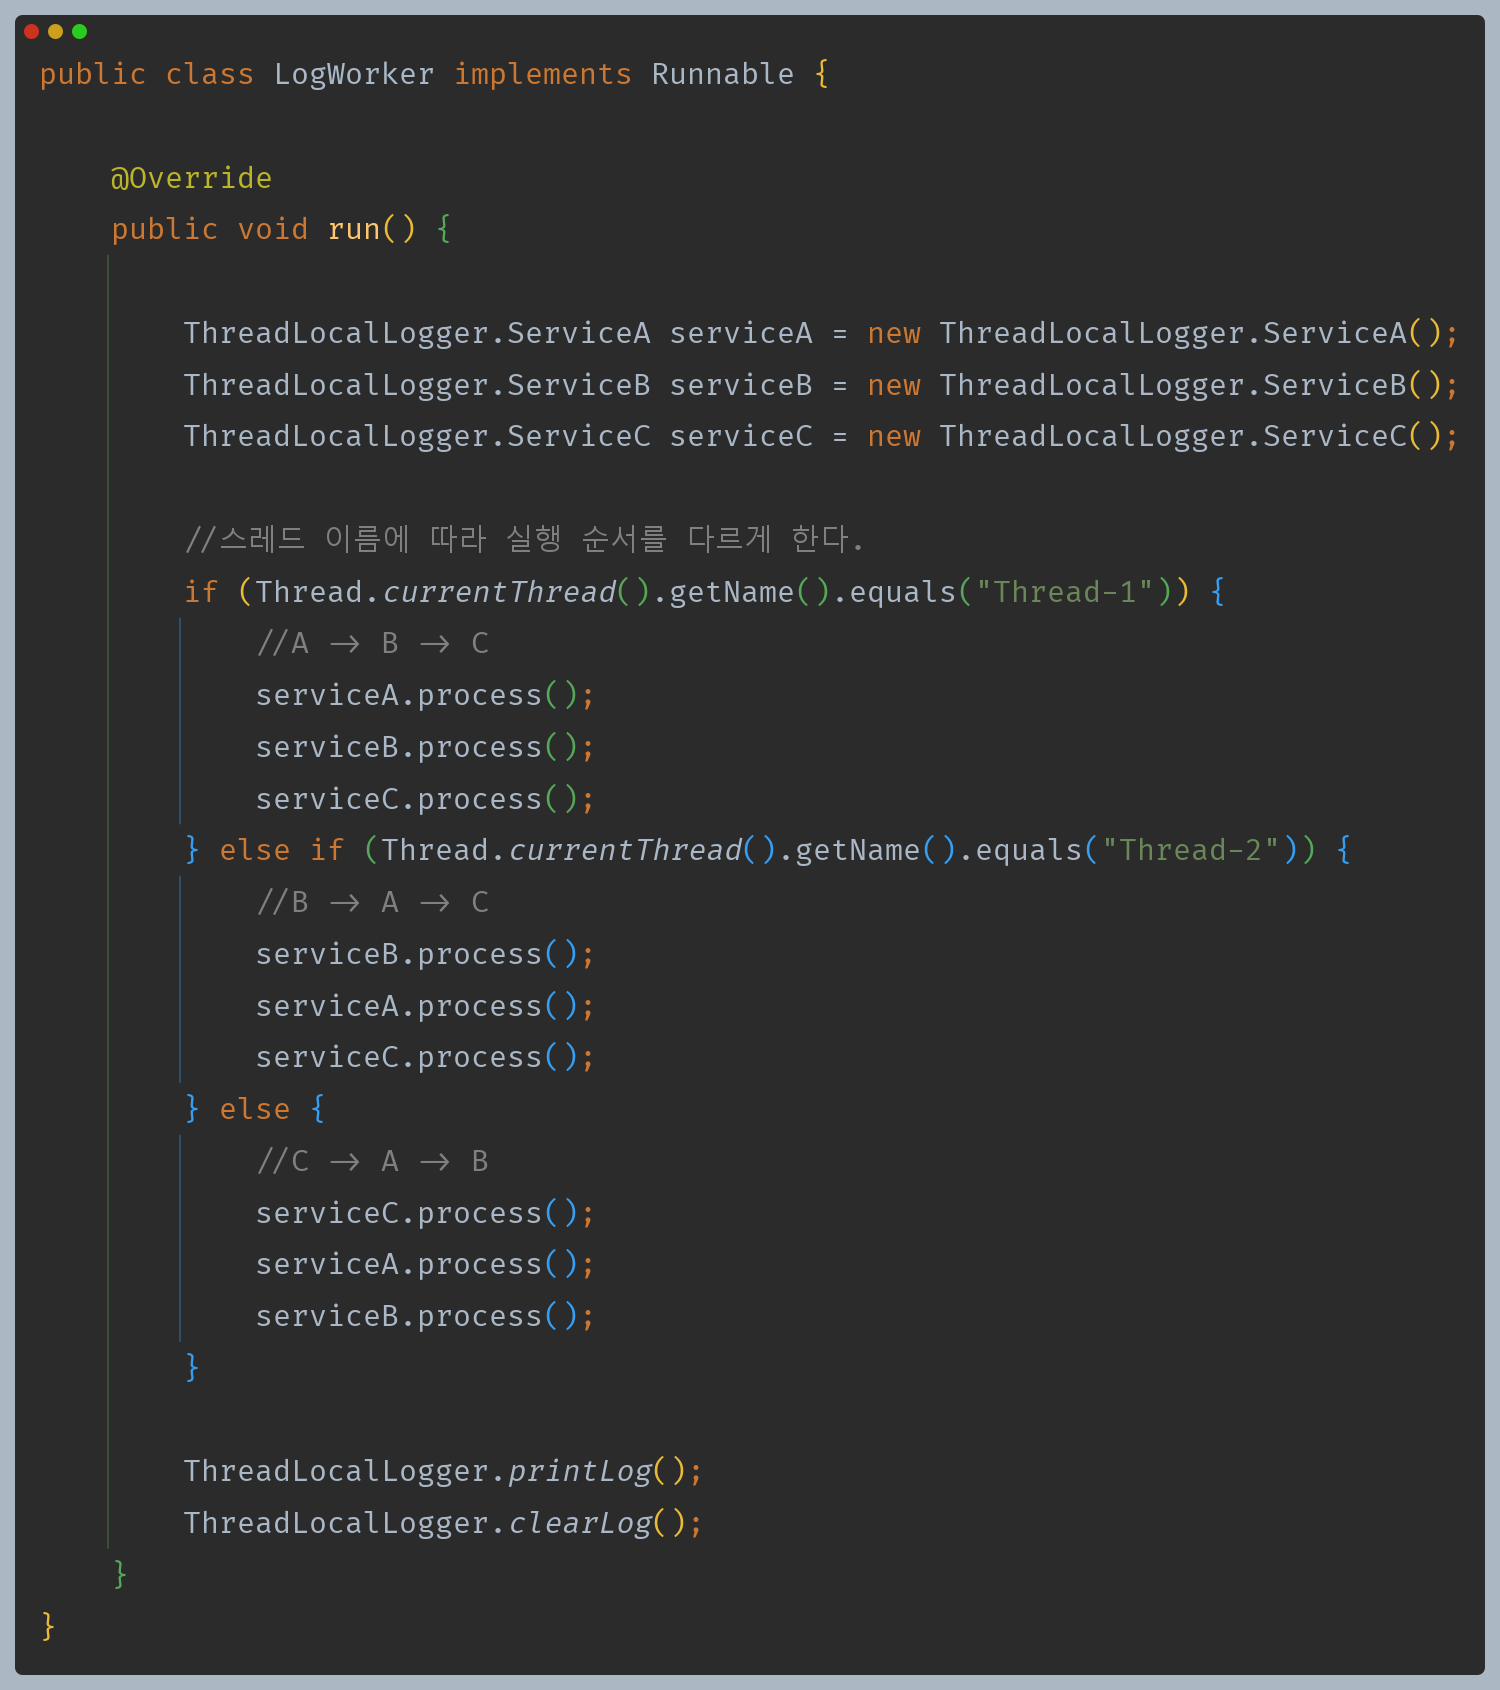 public class LogWorker implements Runnable {
@Override
public void run() {
ThreadLocalLogger.ServiceA serviceA = new ThreadLocalLogger.ServiceA();
ThreadLocalLogger.ServiceB serviceB = new ThreadLocalLogger.ServiceB();
ThreadLocalLogger.ServiceC serviceC = new ThreadLocalLogger.ServiceC();
//스레드 이름에 따라 실행 순서를 다르게 한다.
if (Thread.currentThread().getName().equals("Thread-1")) {
//A -> B -> C
serviceA.process();
serviceB.process();
serviceC.process();
} else if (Thread.currentThread().getName().equals("Thread-2")) {
//B -> A -> C
serviceB.process();
serviceA.process();
serviceC.process();
} else {
//C -> A -> B
serviceC.process();
serviceA.process();
serviceB.process();
}
ThreadLocalLogger.printLog();
ThreadLocalLogger.clearLog();
}
}